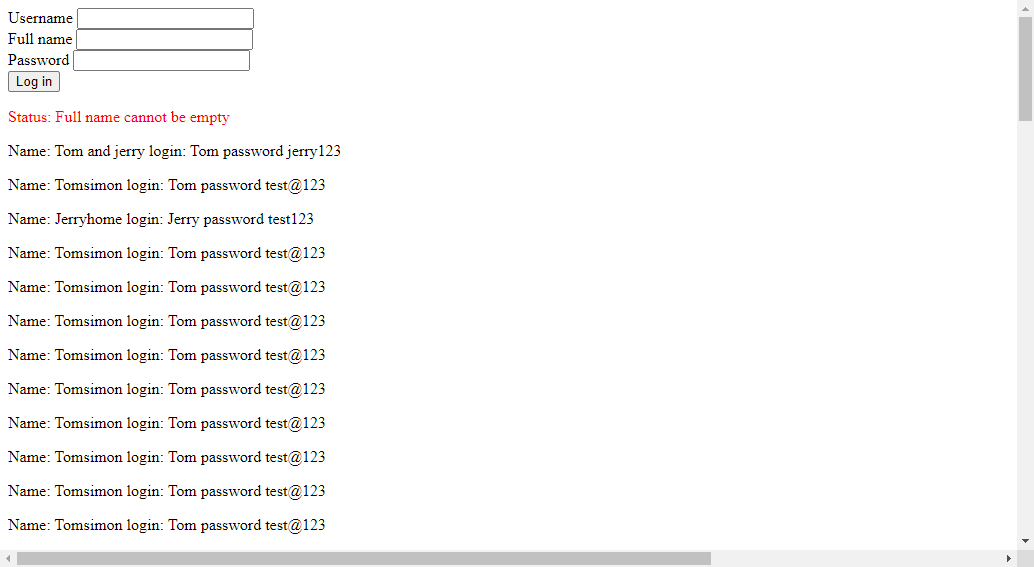 Username
Full name
Password
Log in
Status: Full name cannot be empty
Name: Tom and jerry login: Tom password jerry123
Name: Tomsimon login: Tom password test@123
Name: Jerryhome login: Jerry password test123
Name: Tomsimon login: Tom password test@123
Name: Tomsimon login: Tom password test@123
Name: Tomsimon login: Tom password test@123
Name: Tomsimon login: Tom password test@123
Name: Tomsimon login: Tom password test@123
Name: Tomsimon login: Tom password test@123
Name: Tomsimon login: Tom password test@123
Name: Tomsimon login: Tom password test@123
Name: Tomsimon login: Tom password test@123